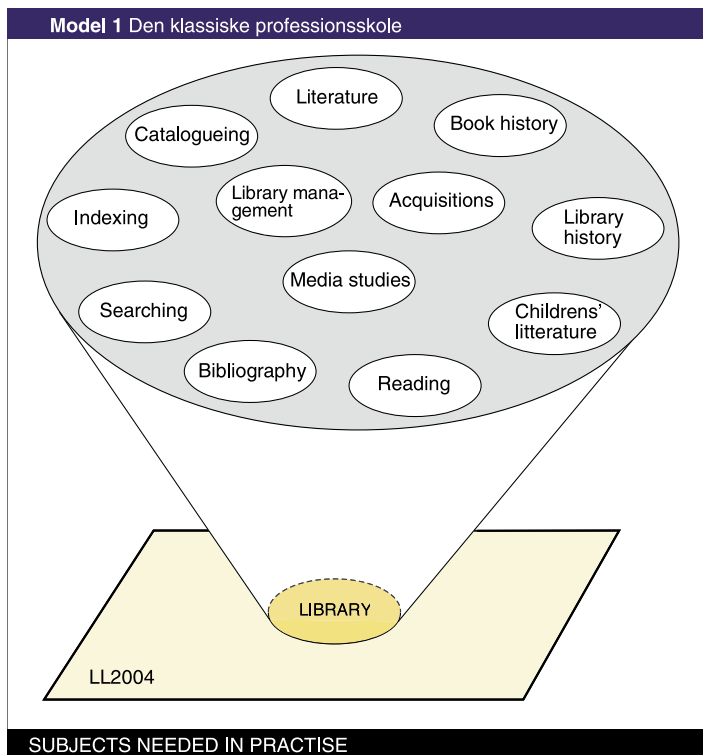 Model 1 Den klassiske professionsskole
Literature
Catalogueing
Book history
Library mana-
gement
Acquisitions
Indexing
Library
history
Media studies
Searching
Childrens'
litterature
Bibliography
Reading
LIBRARY
LL2004
SUBJECTS NEEDED IN PRACTISE